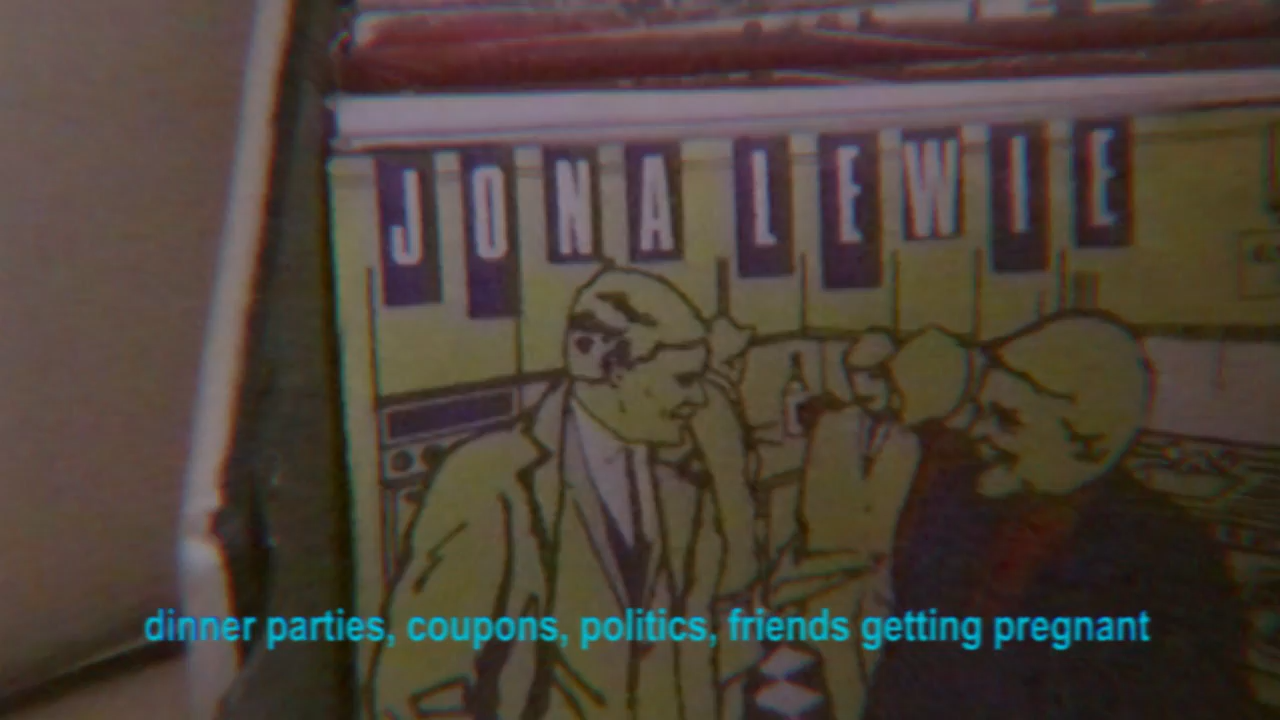 JONA LEWIE
dinner parties, coupons, politics, friends getting pregnant